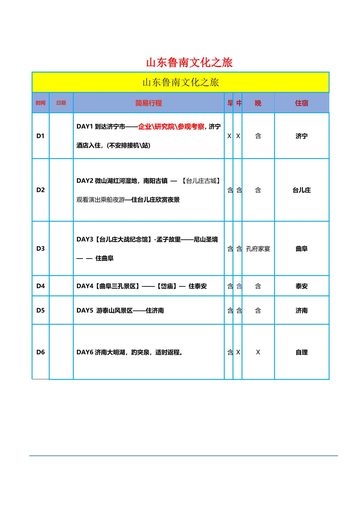 山东鲁南文化之旅
山东鲁南文化之旅
时间 日期 简易行程 早 中 晚 住宿
D1 DAY1 到达济宁市——企业\研究院\参观考察，济宁 X X 含 济宁
酒店入住，(不安排接机\站)
D2 DAY2 微山湖红河湿地，南阳古镇 — 【台儿庄古城】 含 含 含 台儿庄
观看演出乘船夜游—住台儿庄欣赏夜景
D3 DAY3【台儿庄大战纪念馆】-孟子故里——尼山圣境 含 含 孔府家宴 曲阜
— — 住曲阜
D4 DAY4【曲阜三孔景区】——【岱庙】— 住泰安 含 含 含 泰安
D5 DAY5 游泰山风景区——住济南 含 含 含 济南
D6 DAY6 济南大明湖，趵突泉，适时返程。 含 X X 自理